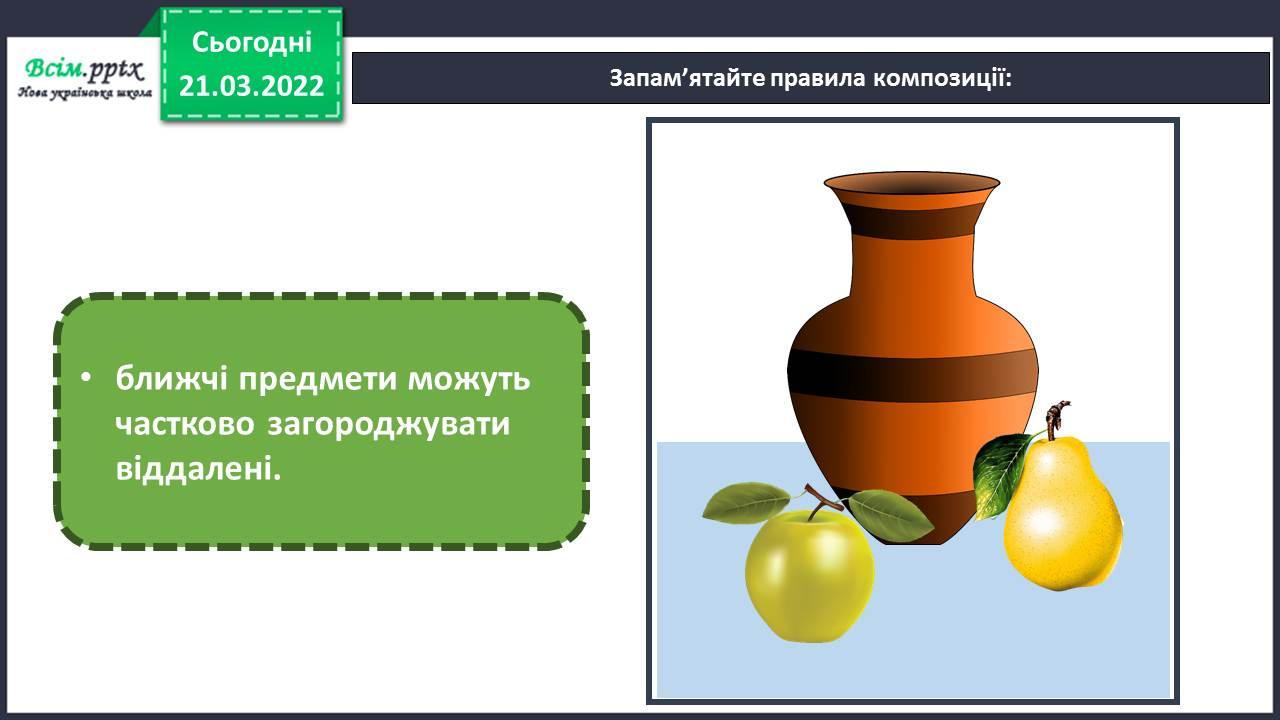 Всім.pptx
Нова українська школа
Сьогодні
21.03.2022
Запам’ятайте правила композиції:
• ближчі предмети можуть
частково загороджувати
віддалені.